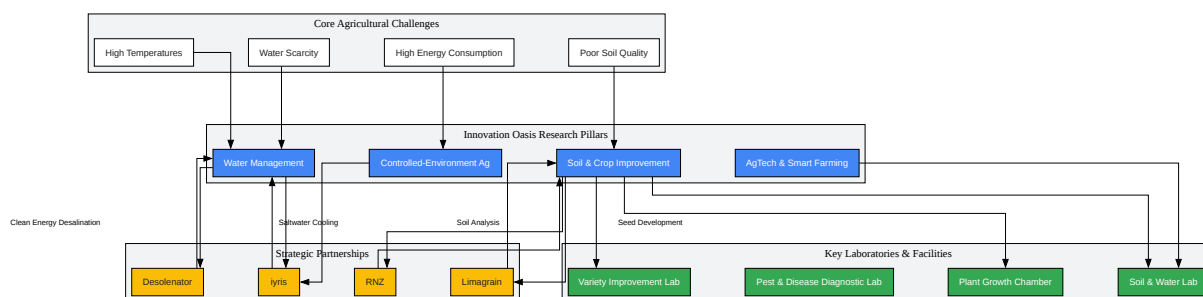 Core Agricultural Challenges
High Temperatures
Water Scarcity
High Energy Consumption
Poor Soil Quality
Innovation Oasis Research Pillars
Water Management
Controlled-Environment Ag
Soil & Crop Improvement
AgTech & Smart Farming
Clean Energy Desalination
Saltwater Cooling
Soil Analysis
Seed Development
Strategic Partnerships
Key Laboratories & Facilities
Desolenator
iyris
RNZ
Limagrain
Variety Improvement Lab
Pest & Disease Diagnostic Lab
Plant Growth Chamber
Soil & Water Lab